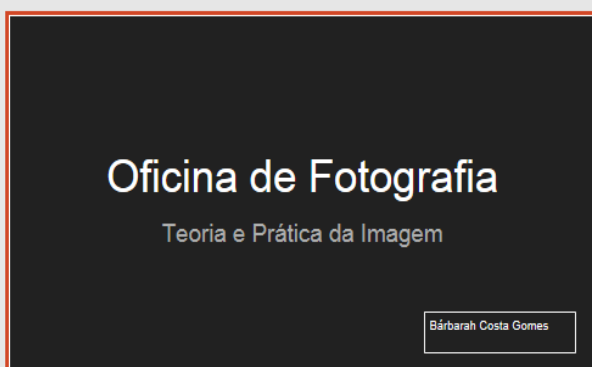 Oficina de Fotografia
Teoria e Prática da Imagem
Bárbarah Costa Gomes